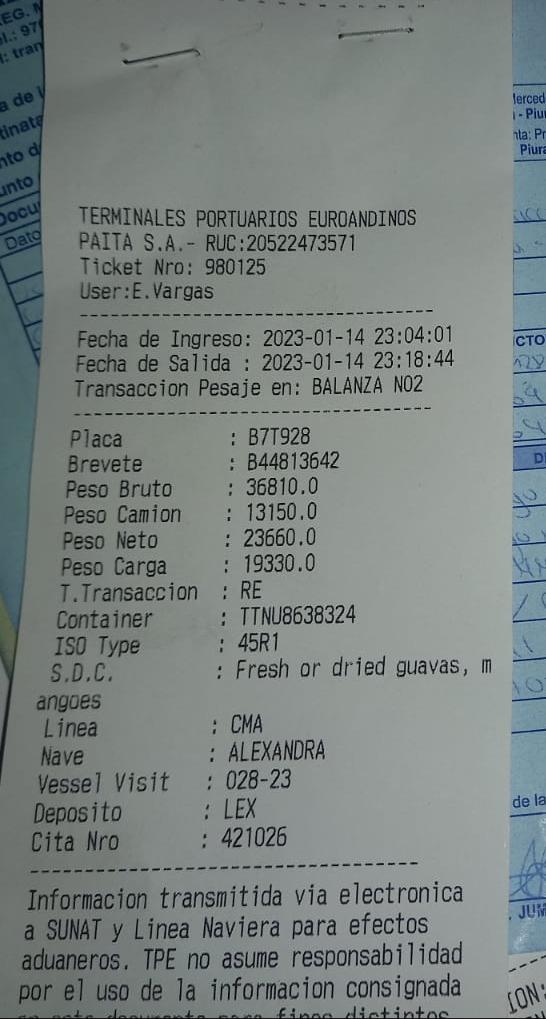 TERMINALES PORTUARIOS EUROANDINOS
PAITA S.A.- RUC:20522473571
Ticket Nro: 980125
User:E.Vargas
Fecha de Ingreso: 2023-01-14 23:04:01
Fecha de Salida : 2023-01-14 23:18:44
Transaccion Pesaje en: BALANZA NO2
Placa : B7T928
Brevete : B44813642
Peso Bruto : 36810.0
Peso Camion : 13150.0
Peso Neto : 23660.0
Peso Carga : 19330.0
T.Transaccion : RE
Container : TTNU8638324
ISO Type : 45R1
S.D.C. : Fresh or dried guavas, m
angoes
Linea : CMA
Nave : ALEXANDRA
Vessel Visit : 028-23
Deposito : LEX
Cita Nro : 421026
Informacion transmitida via electronica
a SUNAT y Linea Naviera para efectos
aduaneros. TPE no asume responsabilidad
por el uso de la informacion consignada